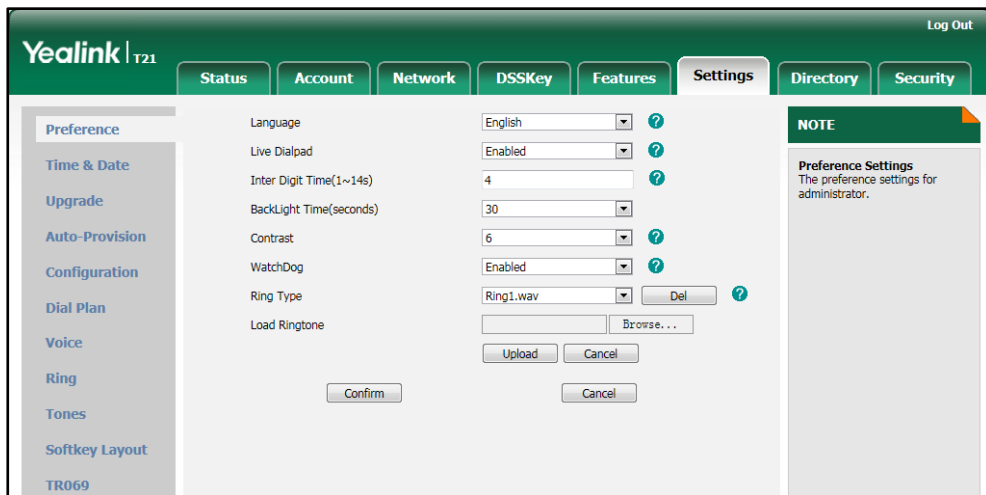 Log Out
Yealink | T21
Status Account Network DSSKey Features Settings Directory Security
Preference
Time & Date
Upgrade
Auto-Provision
Configuration
Dial Plan
Voice
Ring
Tones
Softkey Layout
TR069
Language English ?
Live Dialpad Enabled ?
Inter Digit Time(1~14s) 4 ?
BackLight Time(seconds) 30
Contrast 6 ?
WatchDog Enabled ?
Ring Type Ring1.wav Del ?
Load Ringtone Browse...
Upload Cancel
Confirm Cancel
NOTE
Preference Settings
The preference settings for
administrator.